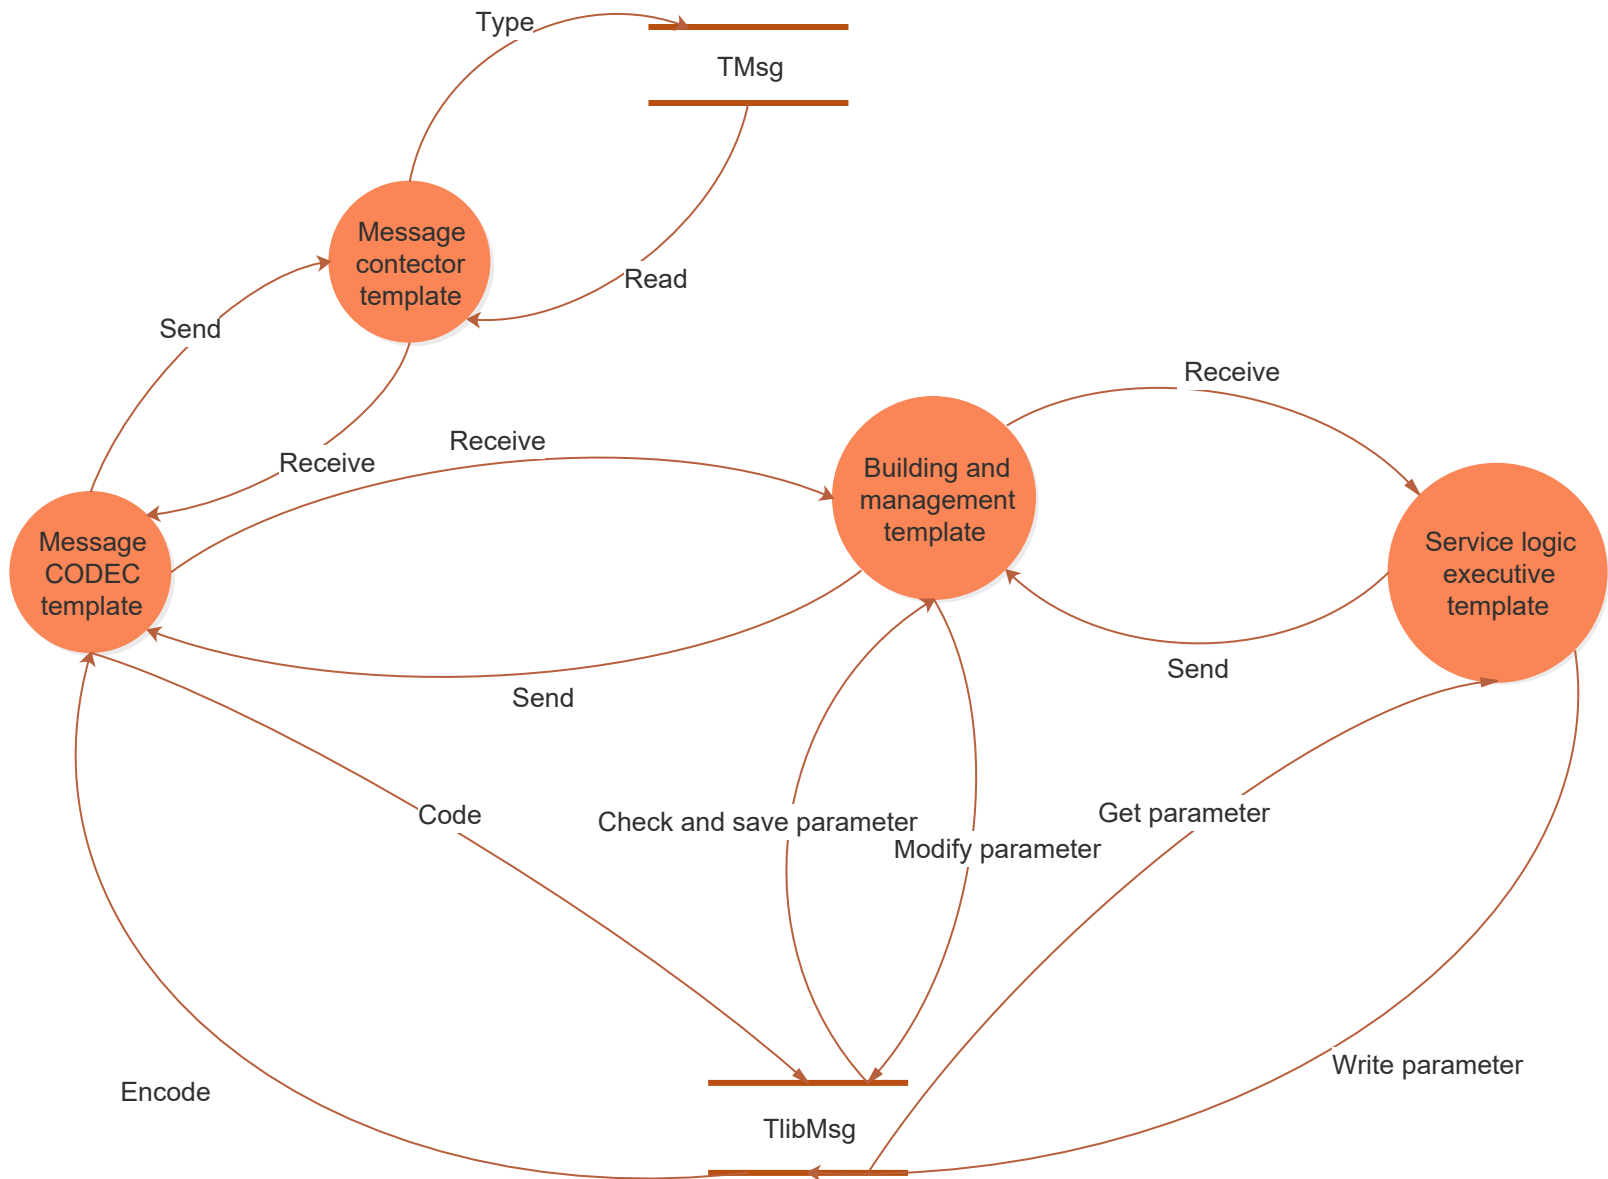 Type
TMsg
Message
contector
template
Read
Send
Receive
Receive
Receive
Building and
management
template
Message
CODEC
template
Service logic
executive
template
Send
Send
Code
Check and save parameter
Modify parameter
Get parameter
Write parameter
Encode
TlibMsg